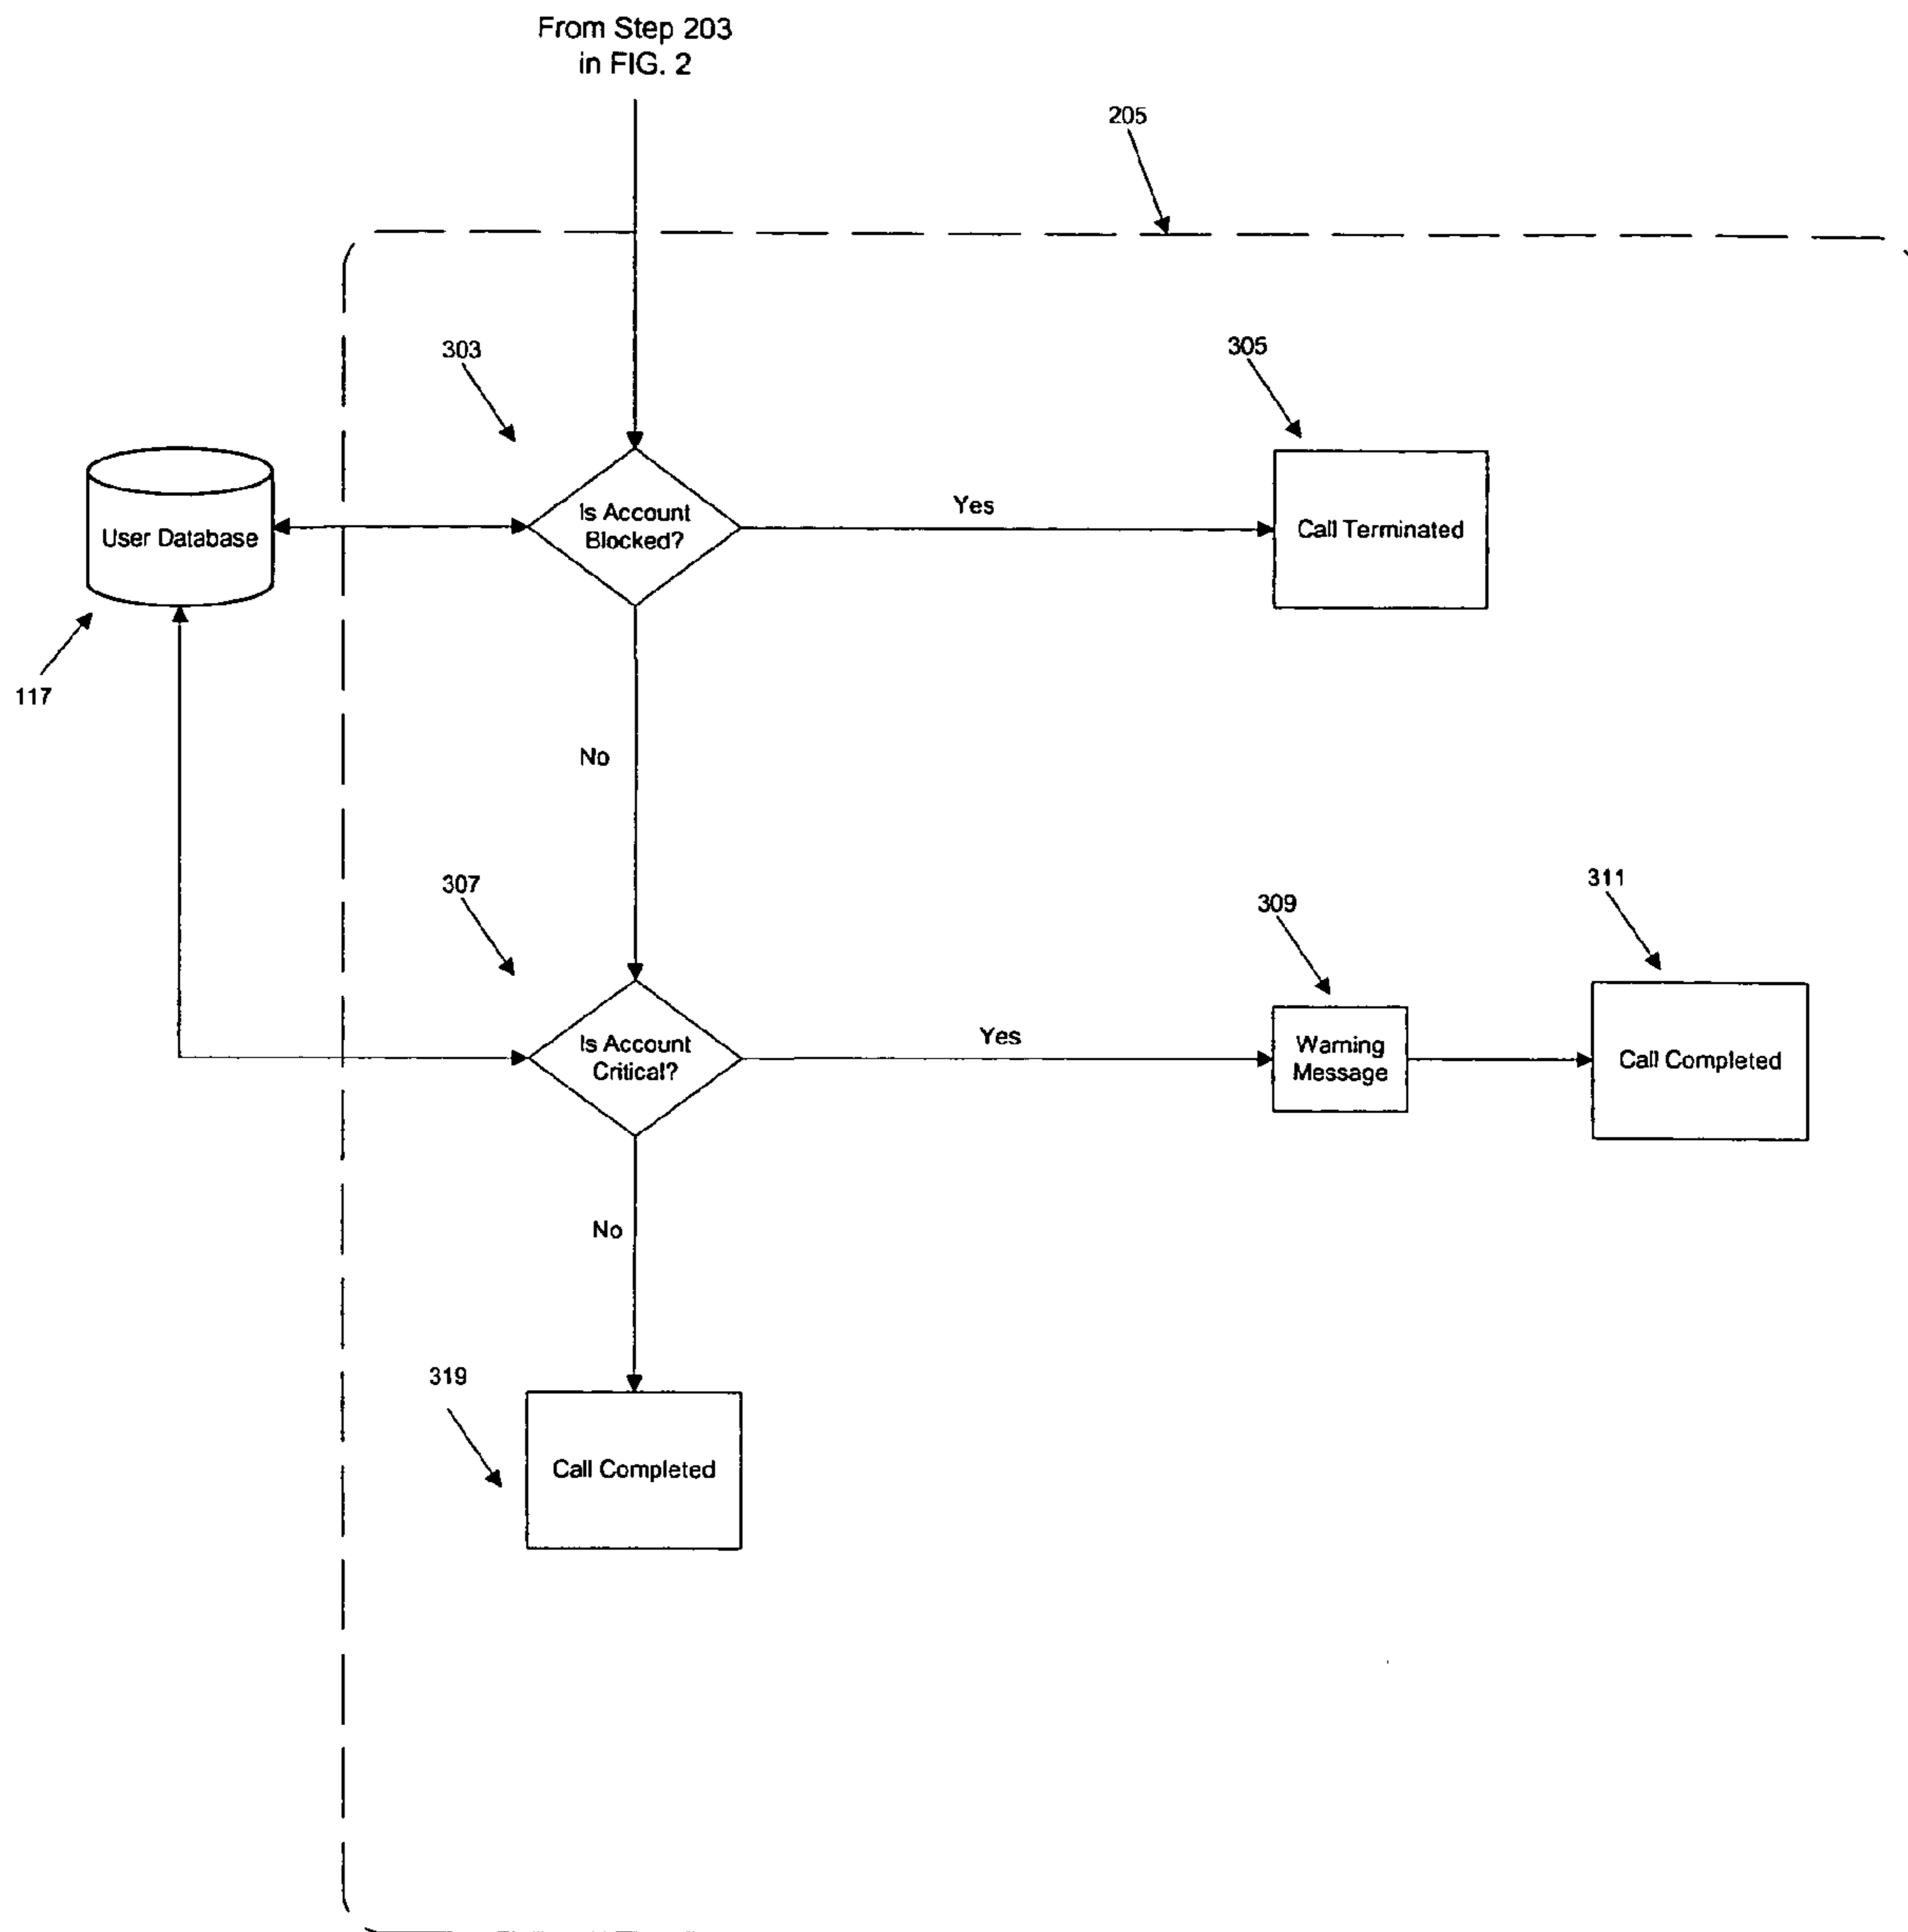 From Step 203
in FIG. 2
205
303
305
Is Account
Blocked?
Yes
Call Terminated
User Database
117
No
307
309
311
Is Account
Critical?
Yes
Warning
Message
Call Completed
No
319
Call Completed